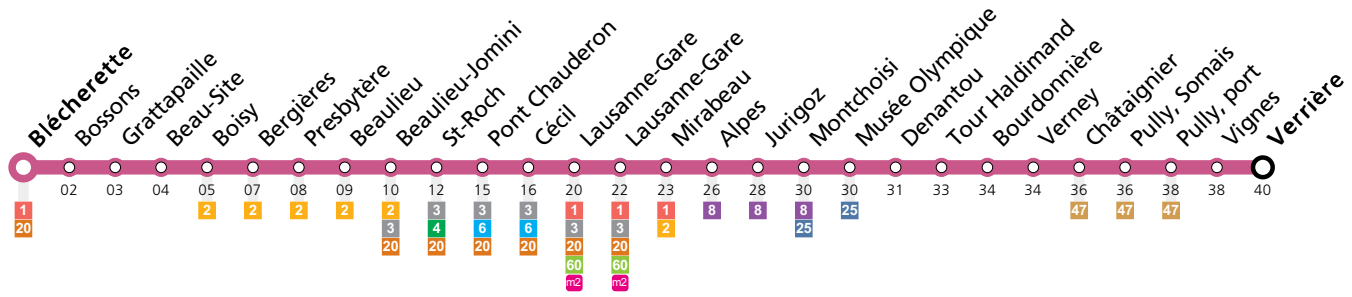 Blécherette
Bossons
Grattapaille
Beau-Site
Boisy
Bergières
Presbytère
Beaulieu
Beaulieu-Jomini
St-Roch
Pont Chauderon
Cécil
Lausanne-Gare
Lausanne-Gare
Mirabeau
Alpes
Jurigoz
Montchoisi
Musée Olympique
Denantou
Tour Haldimand
Bourdonnière
Verney
Châtaignier
Pully, Somais
Pully, port
Vignes
Verrière
02 03 04 05 07 08 09 10 12 15 16 20 22 23 26 28 30 30 31 33 34 34 36 36 38 38 40
1 2 2 2 2 2 3 3 3 1 1 1 8 8 8 25 47 47 47
20 3 4 6 6 3 3 2 25
20 20 20 20 20 20
60 60
m2 m2